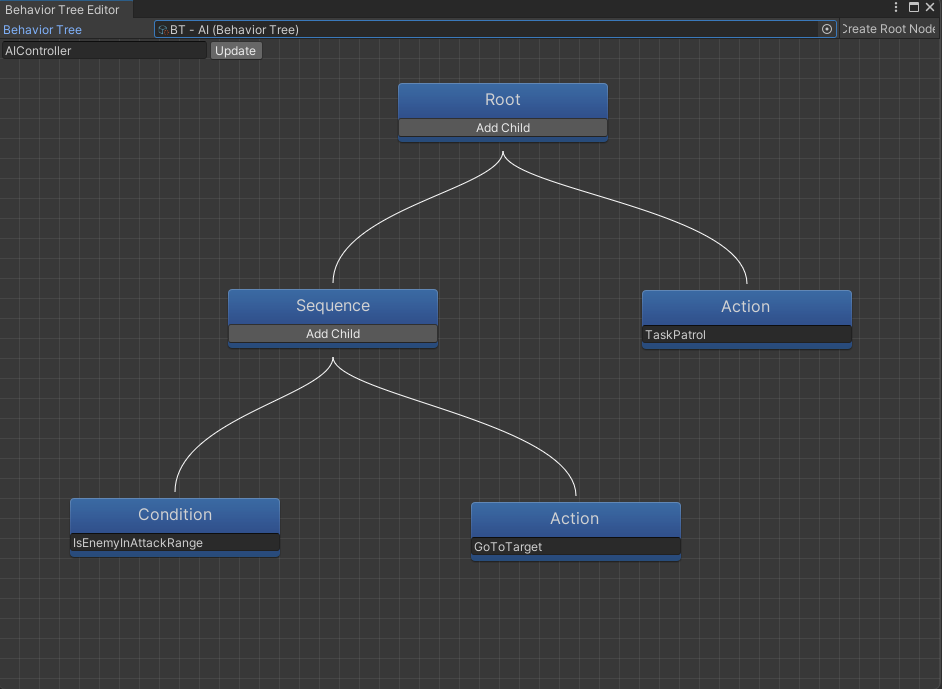 Behavior Tree Editor
Behavior Tree BT - AI (Behavior Tree) Create Root Node
AIController Update
Root
Add Child
Sequence
Add Child
Action
TaskPatrol
Condition
IsEnemyInAttackRange
Action
GoToTarget